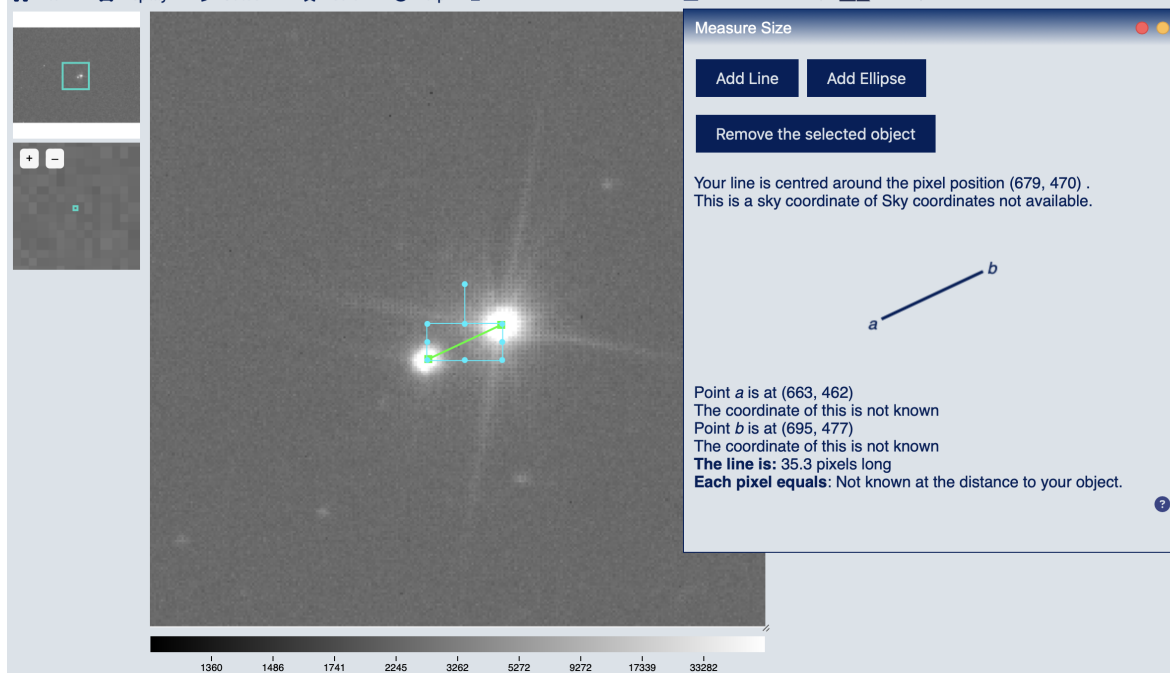 Measure Size
Add Line
Add Ellipse
Remove the selected object
+
−
Your line is centred around the pixel position (679, 470) .
This is a sky coordinate of Sky coordinates not available.
b
a
Point a is at (663, 462)
The coordinate of this is not known
Point b is at (695, 477)
The coordinate of this is not known
The line is: 35.3 pixels long
Each pixel equals: Not known at the distance to your object.
?
1360 1486 1741 2245 3262 5272 9272 17339 33282